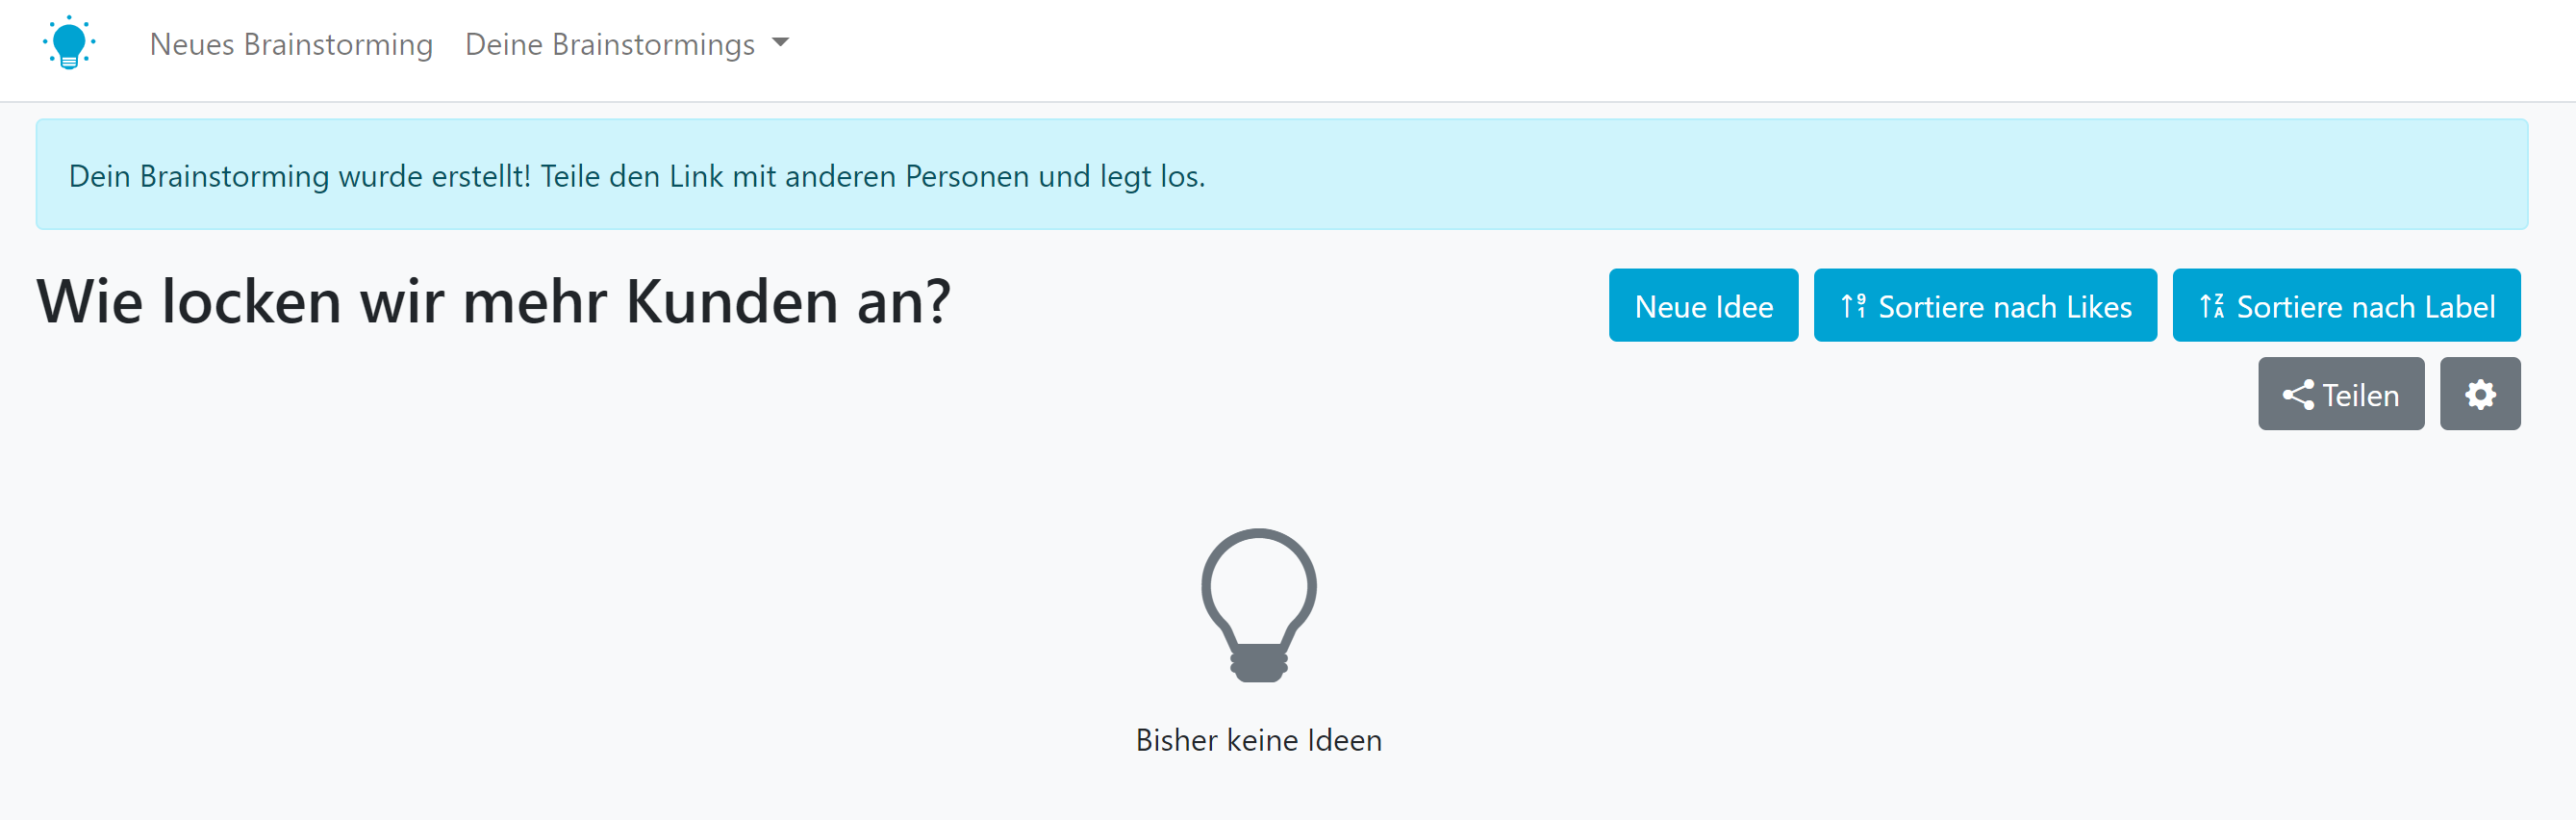 Neues Brainstorming Deine Brainstormings
Dein Brainstorming wurde erstellt! Teile den Link mit anderen Personen und legt los.
Wie locken wir mehr Kunden an?
Neue Idee
Sortiere nach Likes
Sortiere nach Label
Teilen
Bisher keine Ideen